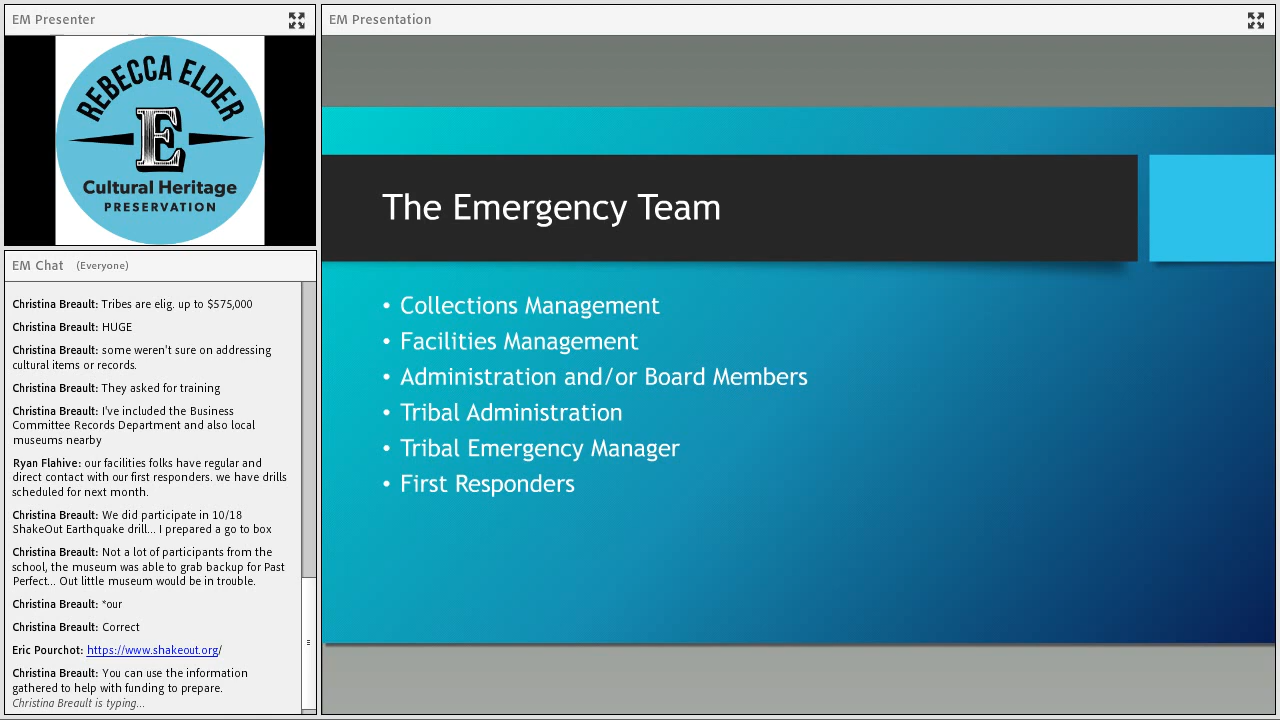 EM Presenter
REBECCA ELDER
E
Cultural Heritage
PRESERVATION
EM Chat (Everyone)
Christina Breault: Tribes are elig. up to $575,000
Christina Breault: HUGE
Christina Breault: some weren't sure on addressing
cultural items or records.
Christina Breault: They asked for training
Christina Breault: I've included the Business
Committee Records Department and also local
museums nearby
Ryan Flahive: our facilities folks have regular and
direct contact with our first responders. we have drills
scheduled for next month.
Christina Breault: We did participate in 10/18
ShakeOut Earthquake drill... I prepared a go to box
Christina Breault: Not a lot of participants from the
school, the museum was able to grab backup for Past
Perfect... Out little museum would be in trouble.
Christina Breault: *our
Christina Breault: Correct
Eric Pourchot: https://www.shakeout.org/
Christina Breault: You can use the information
gathered to help with funding to prepare.
Christina Breault is typing...
EM Presentation
The Emergency Team
• Collections Management
• Facilities Management
• Administration and/or Board Members
• Tribal Administration
• Tribal Emergency Manager
• First Responders